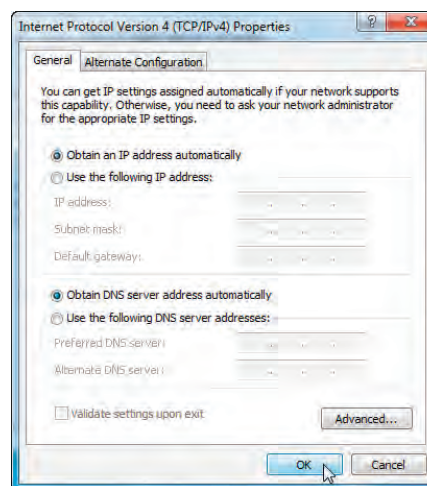 Internet Protocol Version 4 (TCP/IPv4) Properties
General
Alternate Configuration
You can get IP settings assigned automatically if your network supports
this capability. Otherwise, you need to ask your network administrator
for the appropriate IP settings.
Obtain an IP address automatically
Use the following IP address:
IP address:
Subnet mask:
Default gateway:
Obtain DNS server address automatically
Use the following DNS server addresses:
Preferred DNS server:
Alternate DNS server:
Validate settings upon exit
Advanced...
OK
Cancel